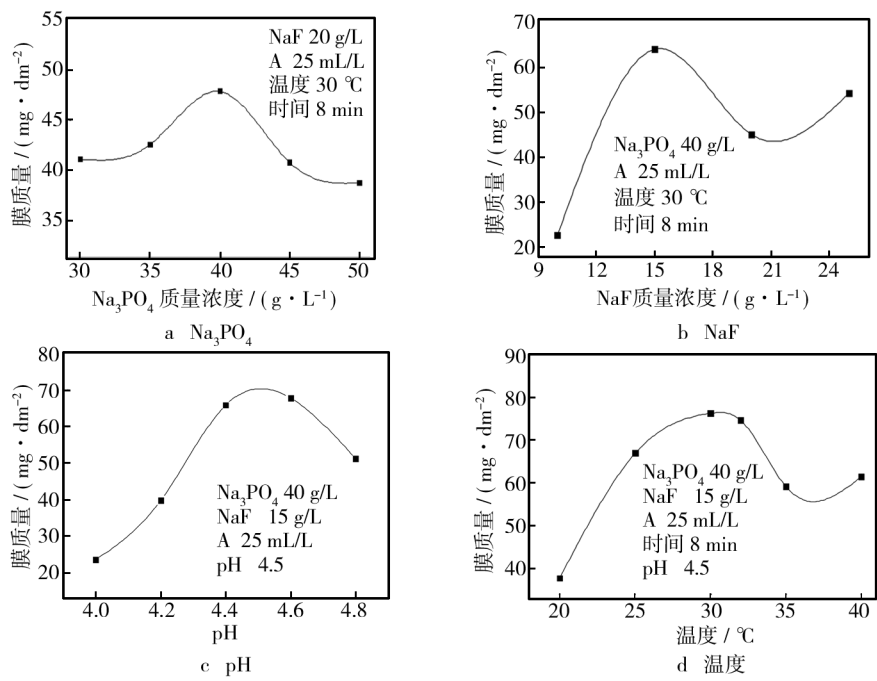 55
50
45
40
35
膜质量 / (mg · dm⁻²)
NaF 20 g/L
A 25 mL/L
温度 30 ℃
时间 8 min
30 35 40 45 50
Na₃PO₄ 质量浓度 / (g · L⁻¹)
a Na₃PO₄
70
60
50
40
30
20
膜质量 / (mg · dm⁻²)
Na₃PO₄ 40 g/L
A 25 mL/L
温度 30 ℃
时间 8 min
9 12 15 18 21 24
NaF质量浓度 / (g · L⁻¹)
b NaF
80
70
60
50
40
30
20
膜质量 / (mg · dm⁻²)
Na₃PO₄ 40 g/L
NaF 15 g/L
A 25 mL/L
pH 4.5
4.0 4.2 4.4 4.6 4.8
pH
c pH
90
80
70
60
50
40
膜质量 / (mg · dm⁻²)
Na₃PO₄ 40 g/L
NaF 15 g/L
A 25 mL/L
时间 8 min
pH 4.5
20 25 30 35 40
温度 / ℃
d 温度